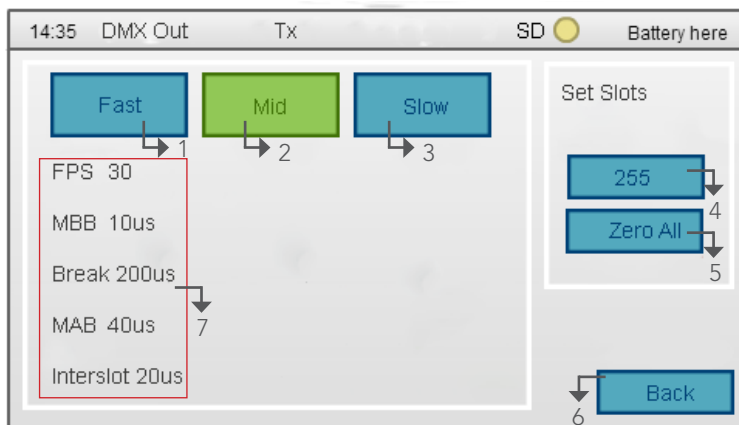 14:35 DMX Out Tx SD Battery here
Fast Mid Slow
1 2 3
FPS 30
MBB 10us
Break 200us
MAB 40us
Interslot 20us
7
Set Slots
255
4
Zero All
5
Back
6